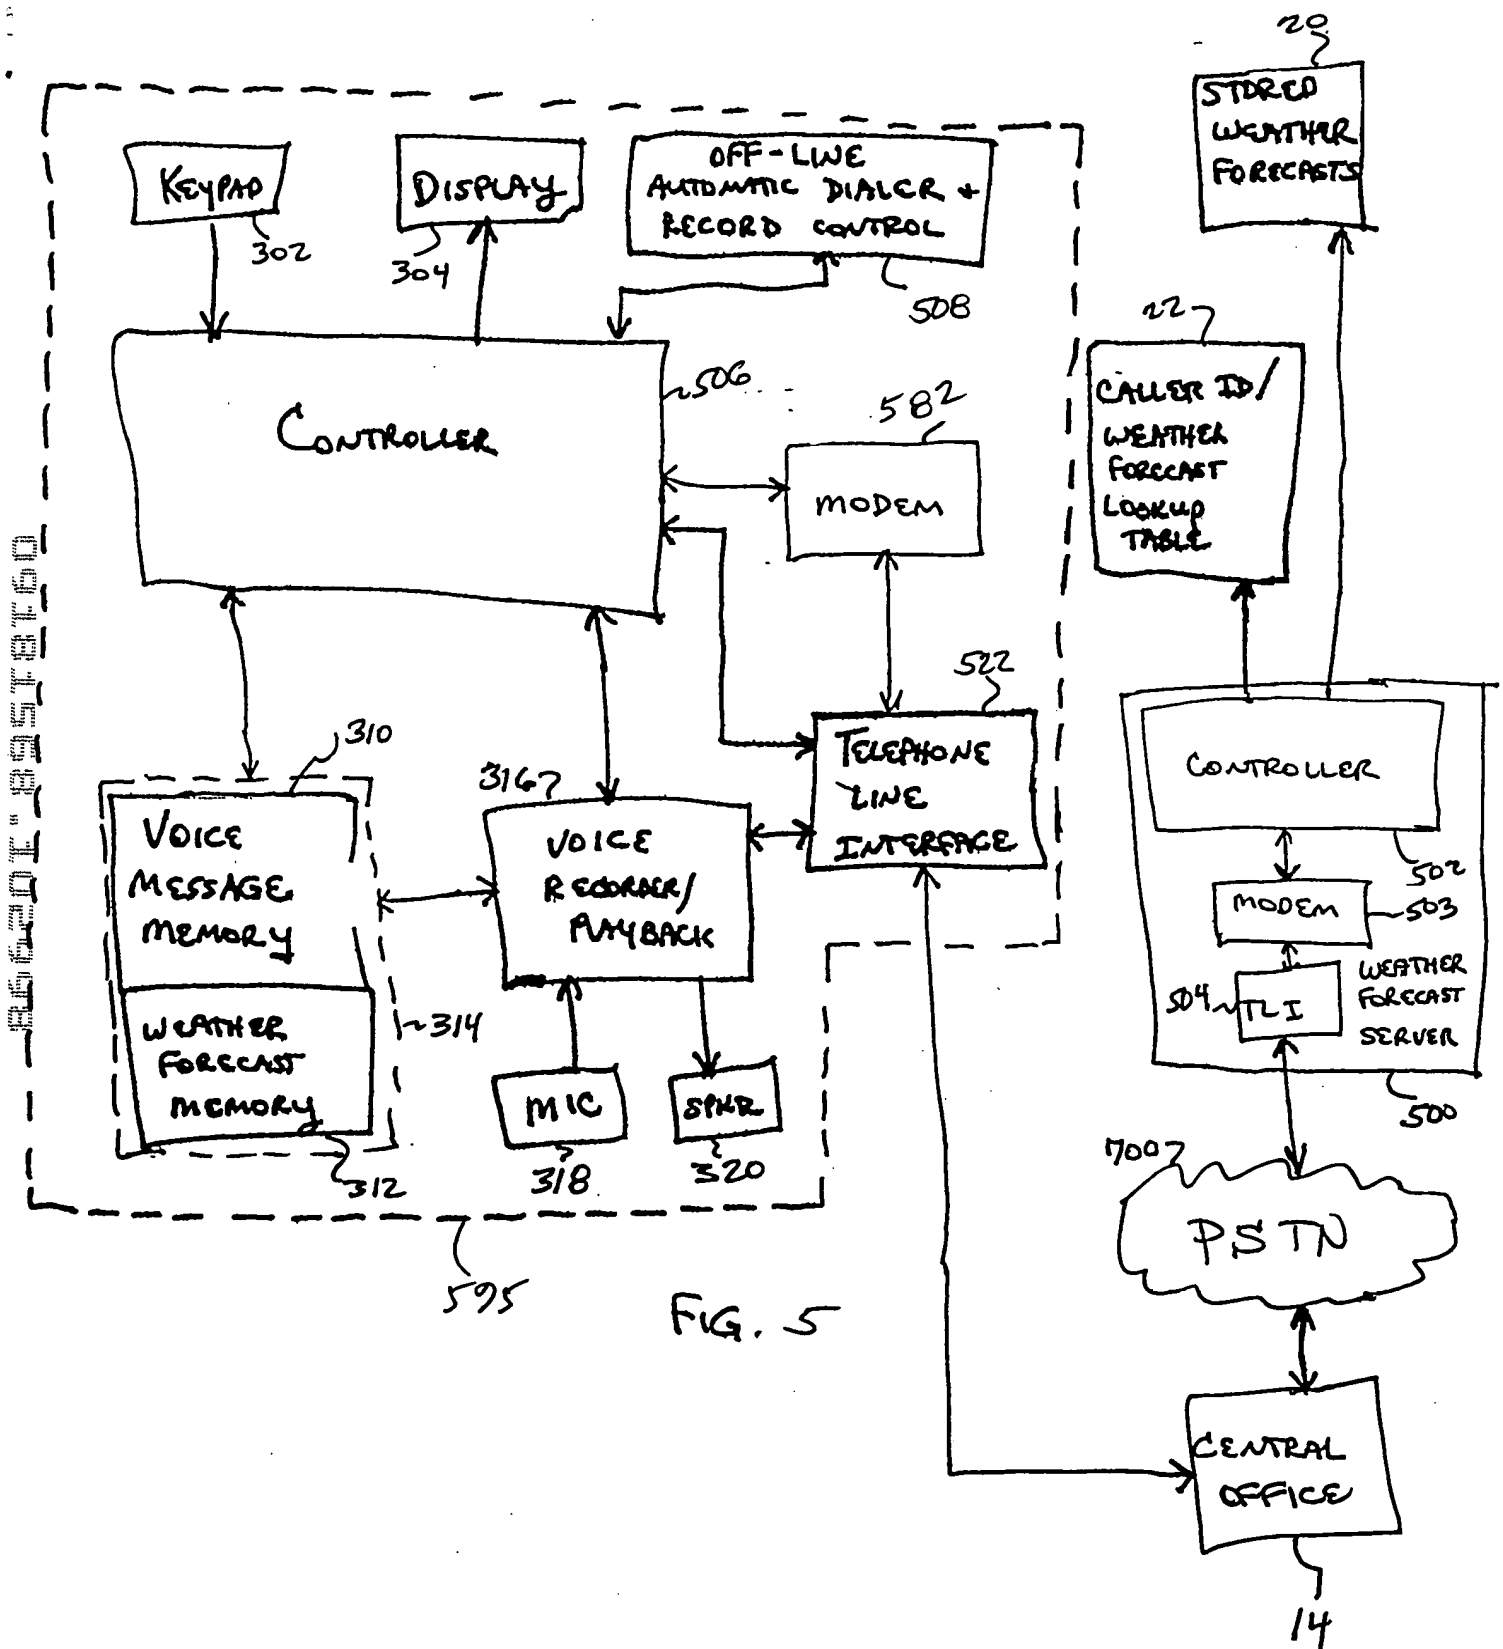 20
STORED
WEATHER
FORECASTS
KEYPAD
302
DISPLAY
304
OFF-LINE
AUTOMATIC DIALER +
RECORD CONTROL
508
22
CALLER ID/
WEATHER
FORECAST
LOOKUP
TABLE
CONTROLLER
506
582
MODEM
522
TELEPHONE
LINE
INTERFACE
310
VOICE
MESSAGE
MEMORY
WEATHER
FORECAST
MEMORY
314
312
316
VOICE
RECORDER/
PLAYBACK
MIC
318
SPKR
320
595
CONTROLLER
502
MODEM
503
504
TLI
WEATHER
FORECAST
SERVER
500
700
PSTN
CENTRAL
OFFICE
14
FIG. 5